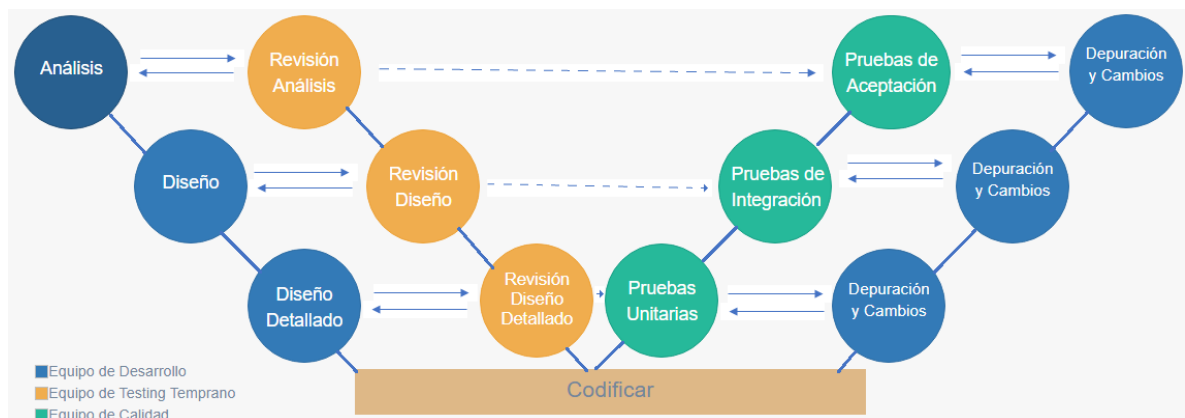 Análisis
Revisión
Análisis
Pruebas de
Aceptación
Depuración
y Cambios
Diseño
Revisión
Diseño
Pruebas de
Integración
Depuración
y Cambios
Diseño
Detallado
Revisión
Diseño
Detallado
Pruebas
Unitarias
Depuración
y Cambios
Codificar
Equipo de Desarrollo
Equipo de Testing Temprano
Equipo de Calidad